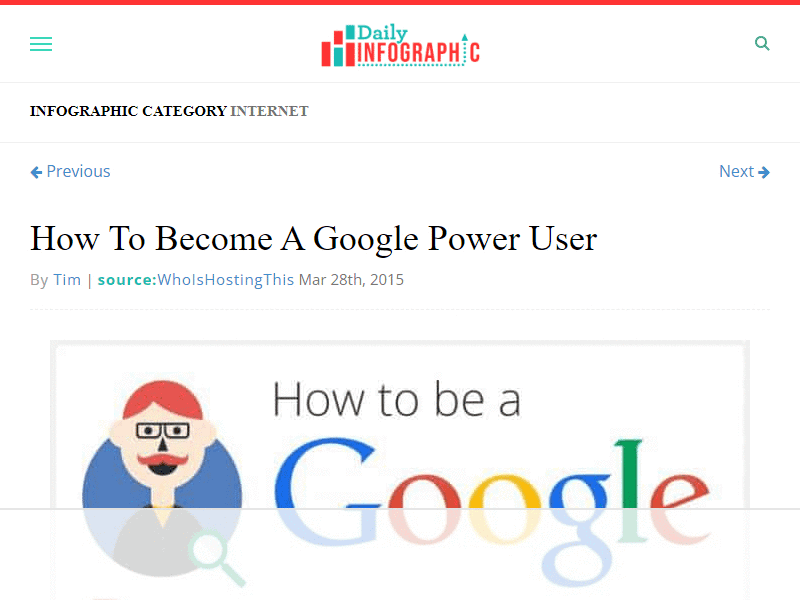 Daily
INFOGRAPHIC
INFOGRAPHIC CATEGORY INTERNET
Previous
Next
How To Become A Google Power User
By Tim | source:WhoIsHostingThis Mar 28th, 2015
How to be a
Google